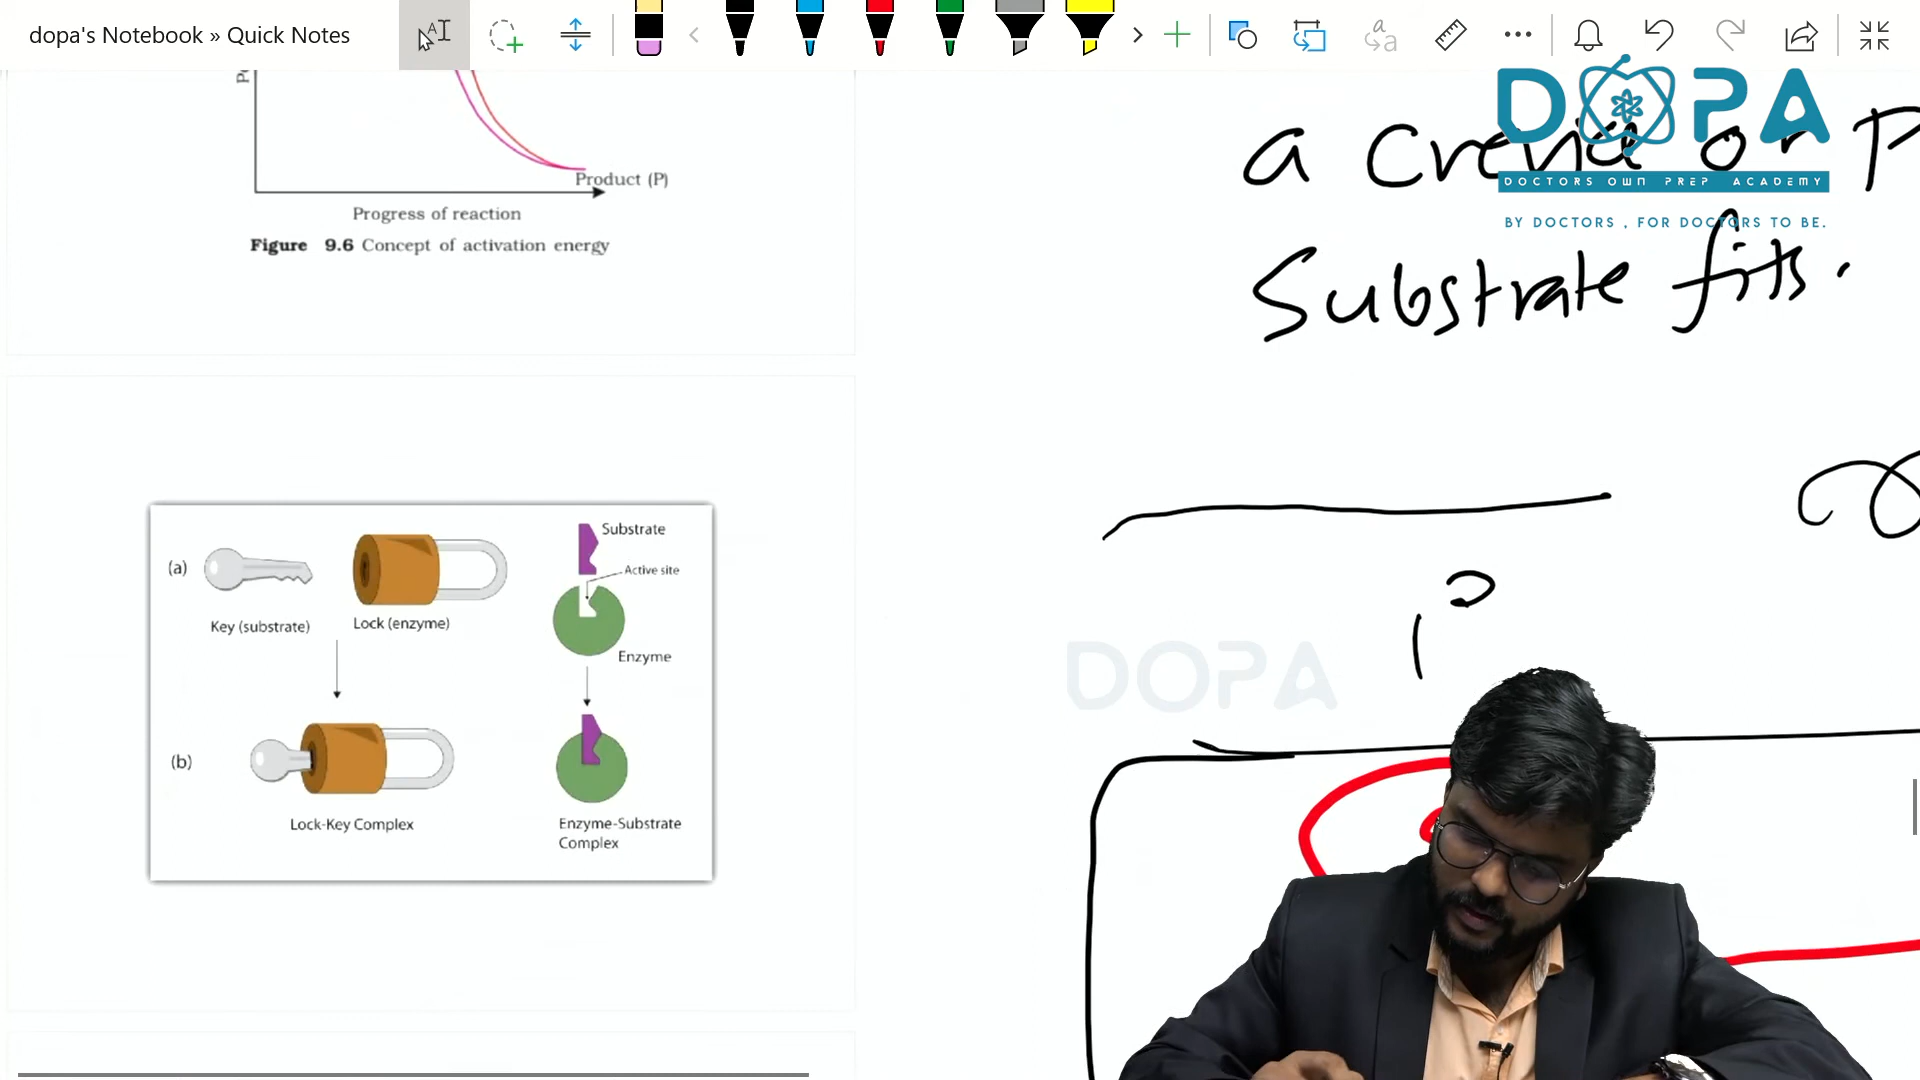 dopa's Notebook » Quick Notes
DOPA
DOCTORS OWN PREP ACADEMY
BY DOCTORS , FOR DOCTORS TO BE.
Product (P)
Progress of reaction
Figure 9.6 Concept of activation energy
a or P
Substrate fits.
(a)
Key (substrate)
Lock (enzyme)
Substrate
Active site
Enzyme
(b)
Lock-Key Complex
Enzyme-Substrate
Complex
DOPA